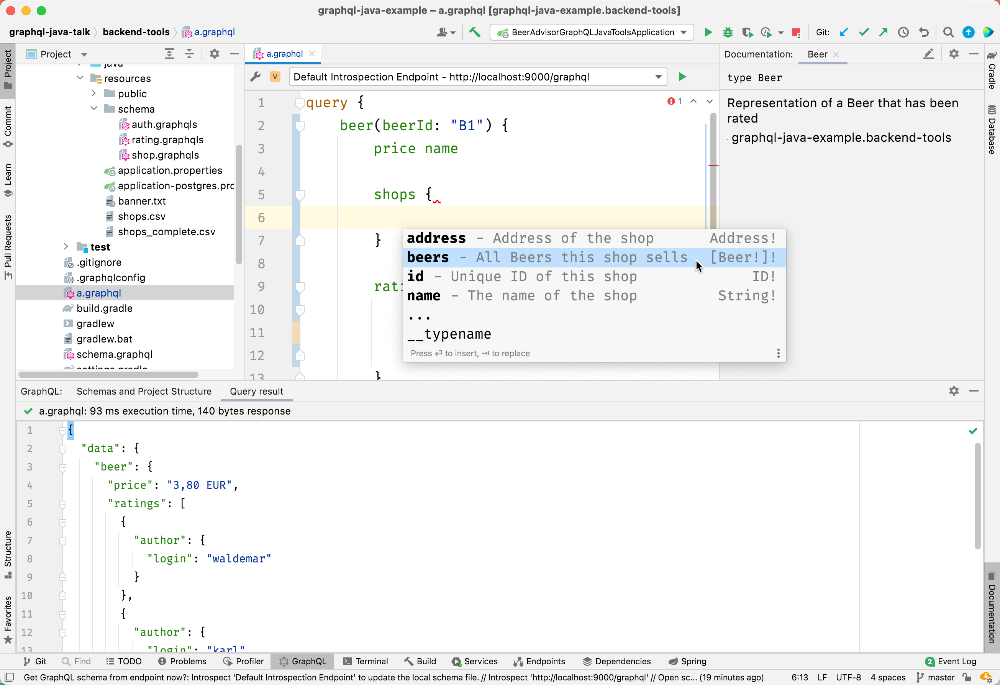 graphql-java-example – a.graphql [graphql-java-example.backend-tools]
graphql-java-talk backend-tools a.graphql
BeerAdvisorGraphQLJavaToolsApplication
2
Git:
Project
Commit
Learn
Pull Requests
Structure
Favorites
Project
java
resources
public
schema
auth.graphqls
rating.graphqls
shop.graphqls
application.properties
application-postgres.prc
banner.txt
shops.csv
shops_complete.csv
test
.gitignore
.graphqlconfig
a.graphql
build.gradle
gradlew
gradlew.bat
schema.graphql
settings.gradle
a.graphql
V Default Introspection Endpoint - http://localhost:9000/graphql
1 query {
1
2 beer(beerId: "B1") {
3 price name
4
5 shops {
6
7 }
8
9 rati
10
11
12
13 }
address – Address of the shop Address!
beers – All Beers this shop sells [Beer!]!
id – Unique ID of this shop ID!
name – The name of the shop String!
...
__typename
Press ↩ to insert, ⇥ to replace
Documentation: Beer
type Beer
Representation of a Beer that has been
rated
· graphql-java-example.backend-tools
Gradle
Database
Documentation
GraphQL: Schemas and Project Structure Query result
a.graphql: 93 ms execution time, 140 bytes response
1 {
2 "data": {
3 "beer": {
4 "price": "3,80 EUR",
5 "ratings": [
6 {
7 "author": {
8 "login": "waldemar"
9 }
10 },
11 {
12 "author": {
13 "login": "karl"
Git Find TODO Problems Profiler GraphQL Terminal Build Services Endpoints Dependencies Spring 2 Event Log
Get GraphQL schema from endpoint now?: Introspect 'Default Introspection Endpoint' to update the local schema file. // Introspect 'http://localhost:9000/graphql' // Open sc... (19 minutes ago) 6:13 LF UTF-8 4 spaces master